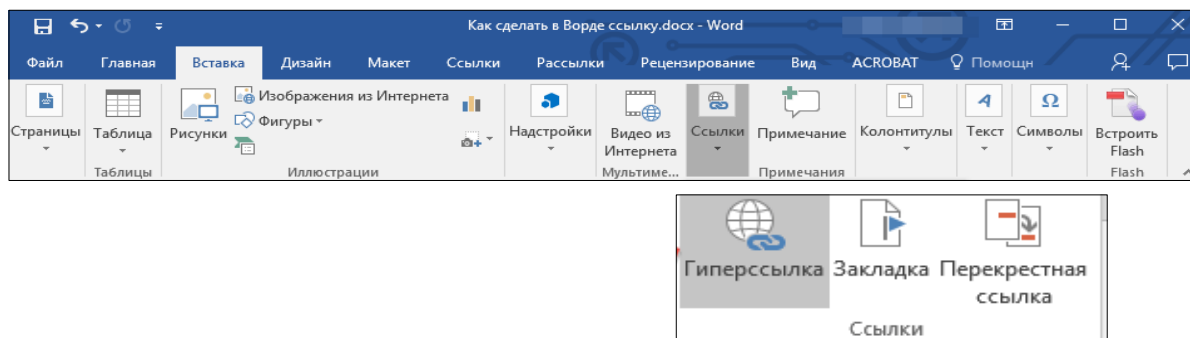 Как сделать в Ворде ссылку.docx - Word
Файл Главная Вставка Дизайн Макет Ссылки Рассылки Рецензирование Вид ACROBAT Помощн
Страницы Таблица Рисунки Изображения из Интернета Надстройки Видео из Ссылки Примечание Колонтитулы Текст Символы Встроить
Фигуры Интернета Flash
Таблицы Иллюстрации Мультиме... Примечания Flash
Гиперссылка Закладка Перекрестная
ссылка
Ссылки